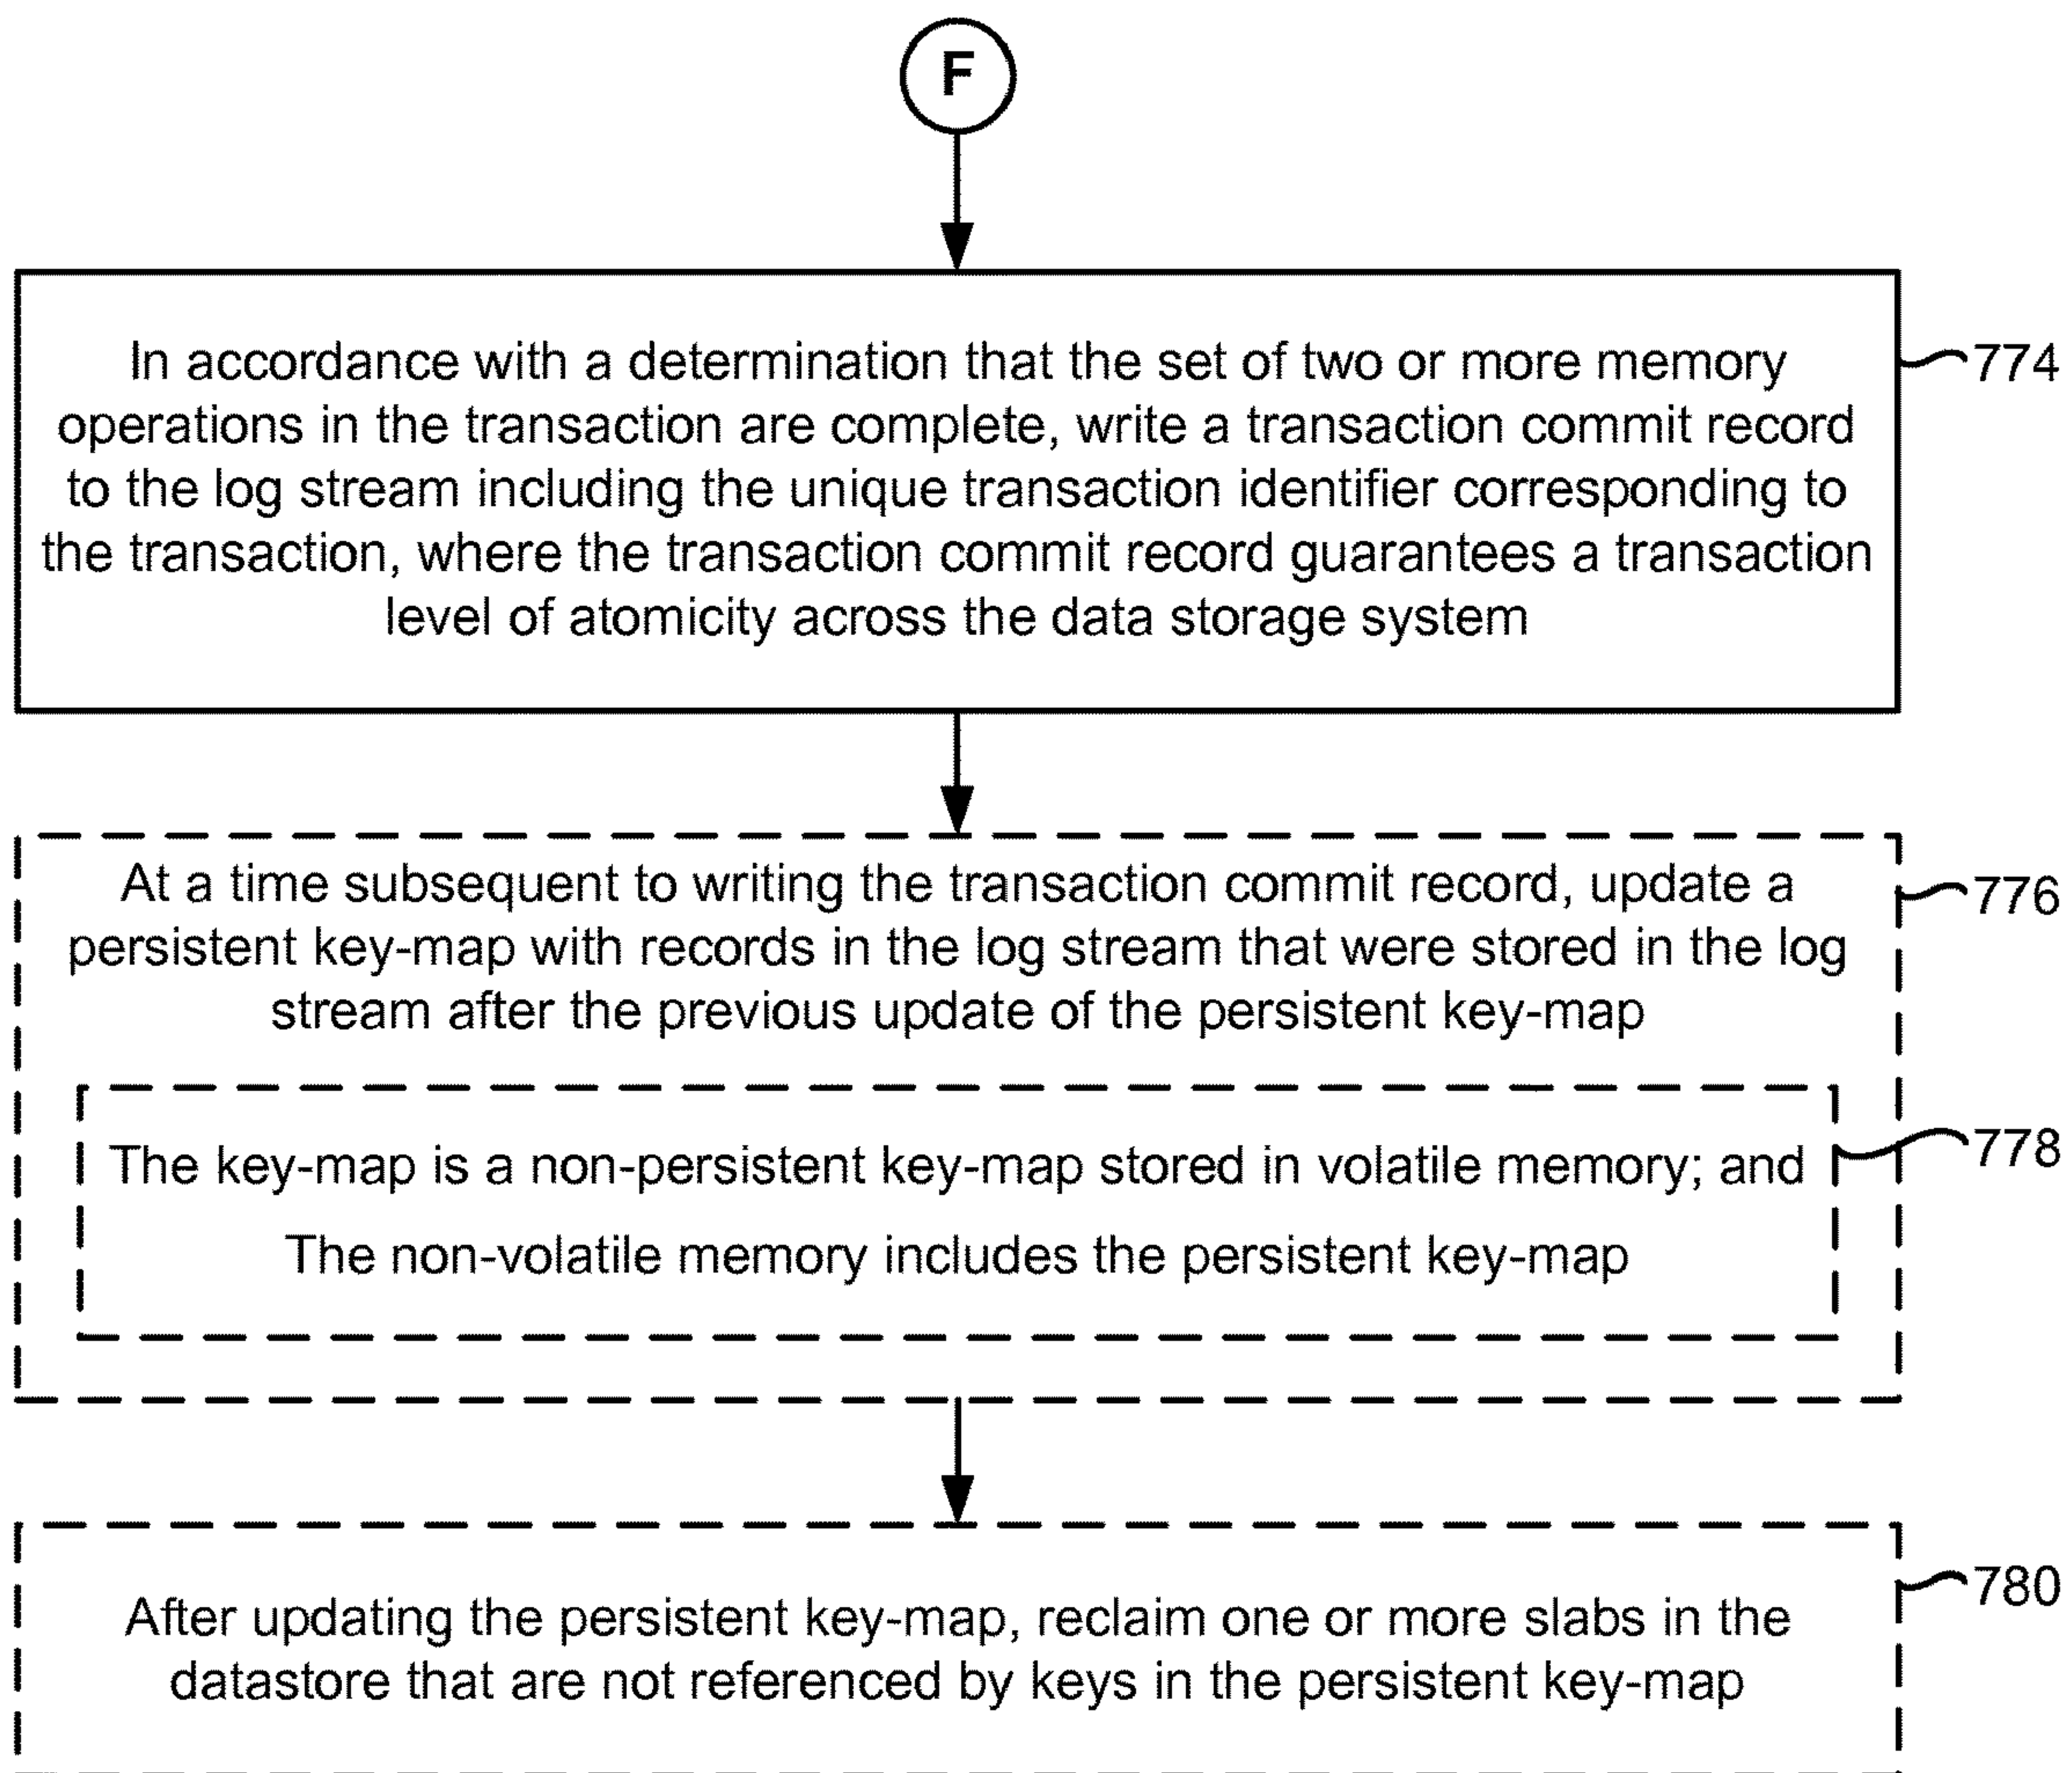 F
In accordance with a determination that the set of two or more memory
operations in the transaction are complete, write a transaction commit record
to the log stream including the unique transaction identifier corresponding to
the transaction, where the transaction commit record guarantees a transaction
level of atomicity across the data storage system
774
At a time subsequent to writing the transaction commit record, update a
persistent key-map with records in the log stream that were stored in the log
stream after the previous update of the persistent key-map
776
The key-map is a non-persistent key-map stored in volatile memory; and
The non-volatile memory includes the persistent key-map
778
After updating the persistent key-map, reclaim one or more slabs in the
datastore that are not referenced by keys in the persistent key-map
780